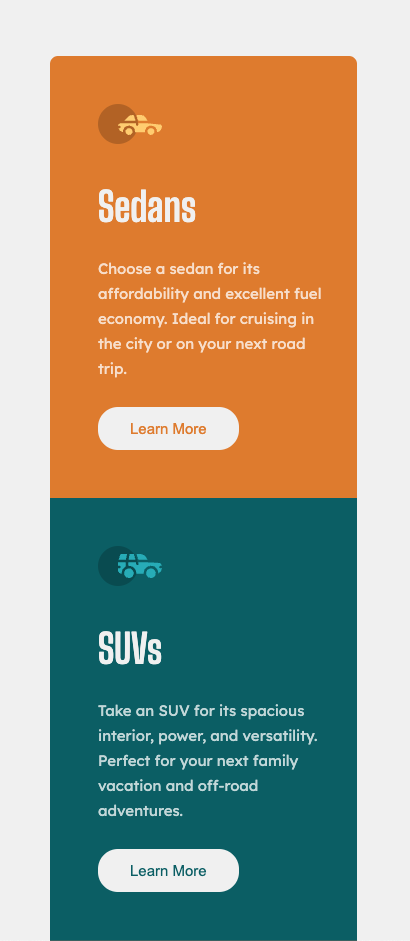 Sedans
Choose a sedan for its
affordability and excellent fuel
economy. Ideal for cruising in
the city or on your next road
trip.
Learn More
SUVs
Take an SUV for its spacious
interior, power, and versatility.
Perfect for your next family
vacation and off-road
adventures.
Learn More